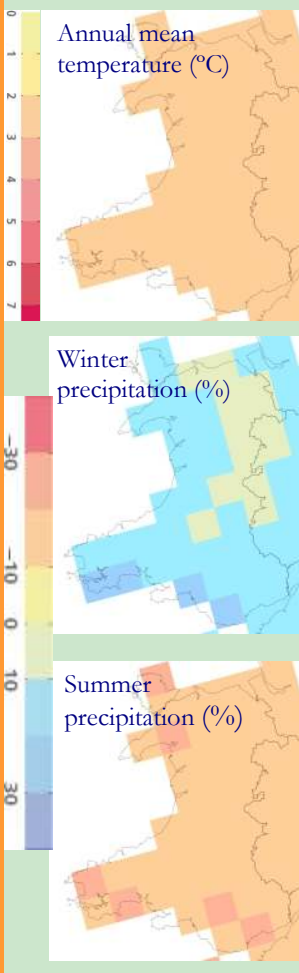 Annual mean
temperature (ºC)
0
1
2
3
4
5
6
7
Winter
precipitation (%)
-30
-10
0
10
30
Summer
precipitation (%)